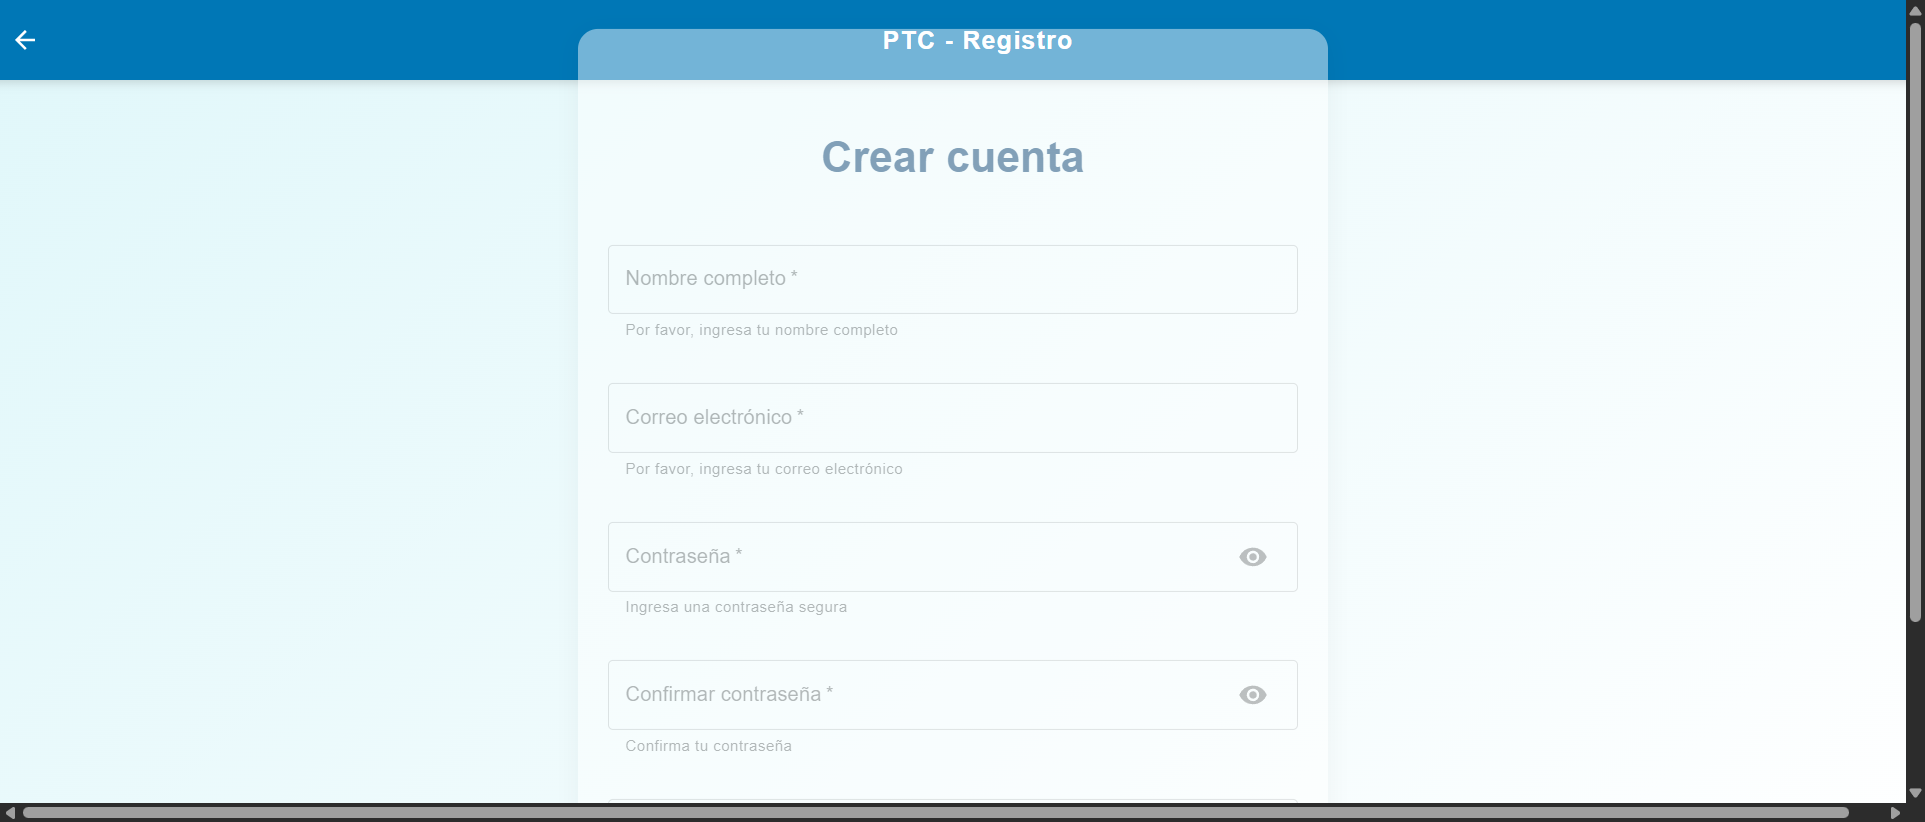 PTC - Registro
Crear cuenta
Nombre completo *
Por favor, ingresa tu nombre completo
Correo electrónico *
Por favor, ingresa tu correo electrónico
Contraseña *
Ingresa una contraseña segura
Confirmar contraseña *
Confirma tu contraseña